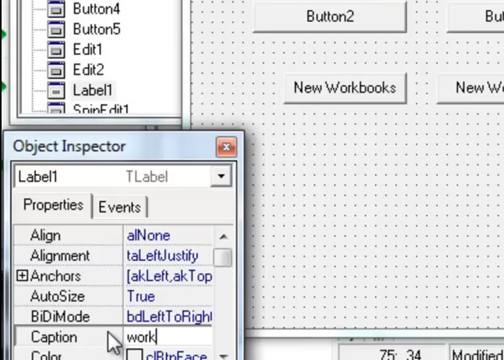 Button4
Button5
Edit1
Edit2
Label1
SpinEdit1
Button2
New Workbooks
Object Inspector
Label1 TLabel
Properties Events
Align alNone
Alignment taLeftJustify
Anchors [akLeft,akTop
AutoSize True
BiDiMode bdLeftToRigh
Caption work
Color clBtnFace
75: 34 Modified